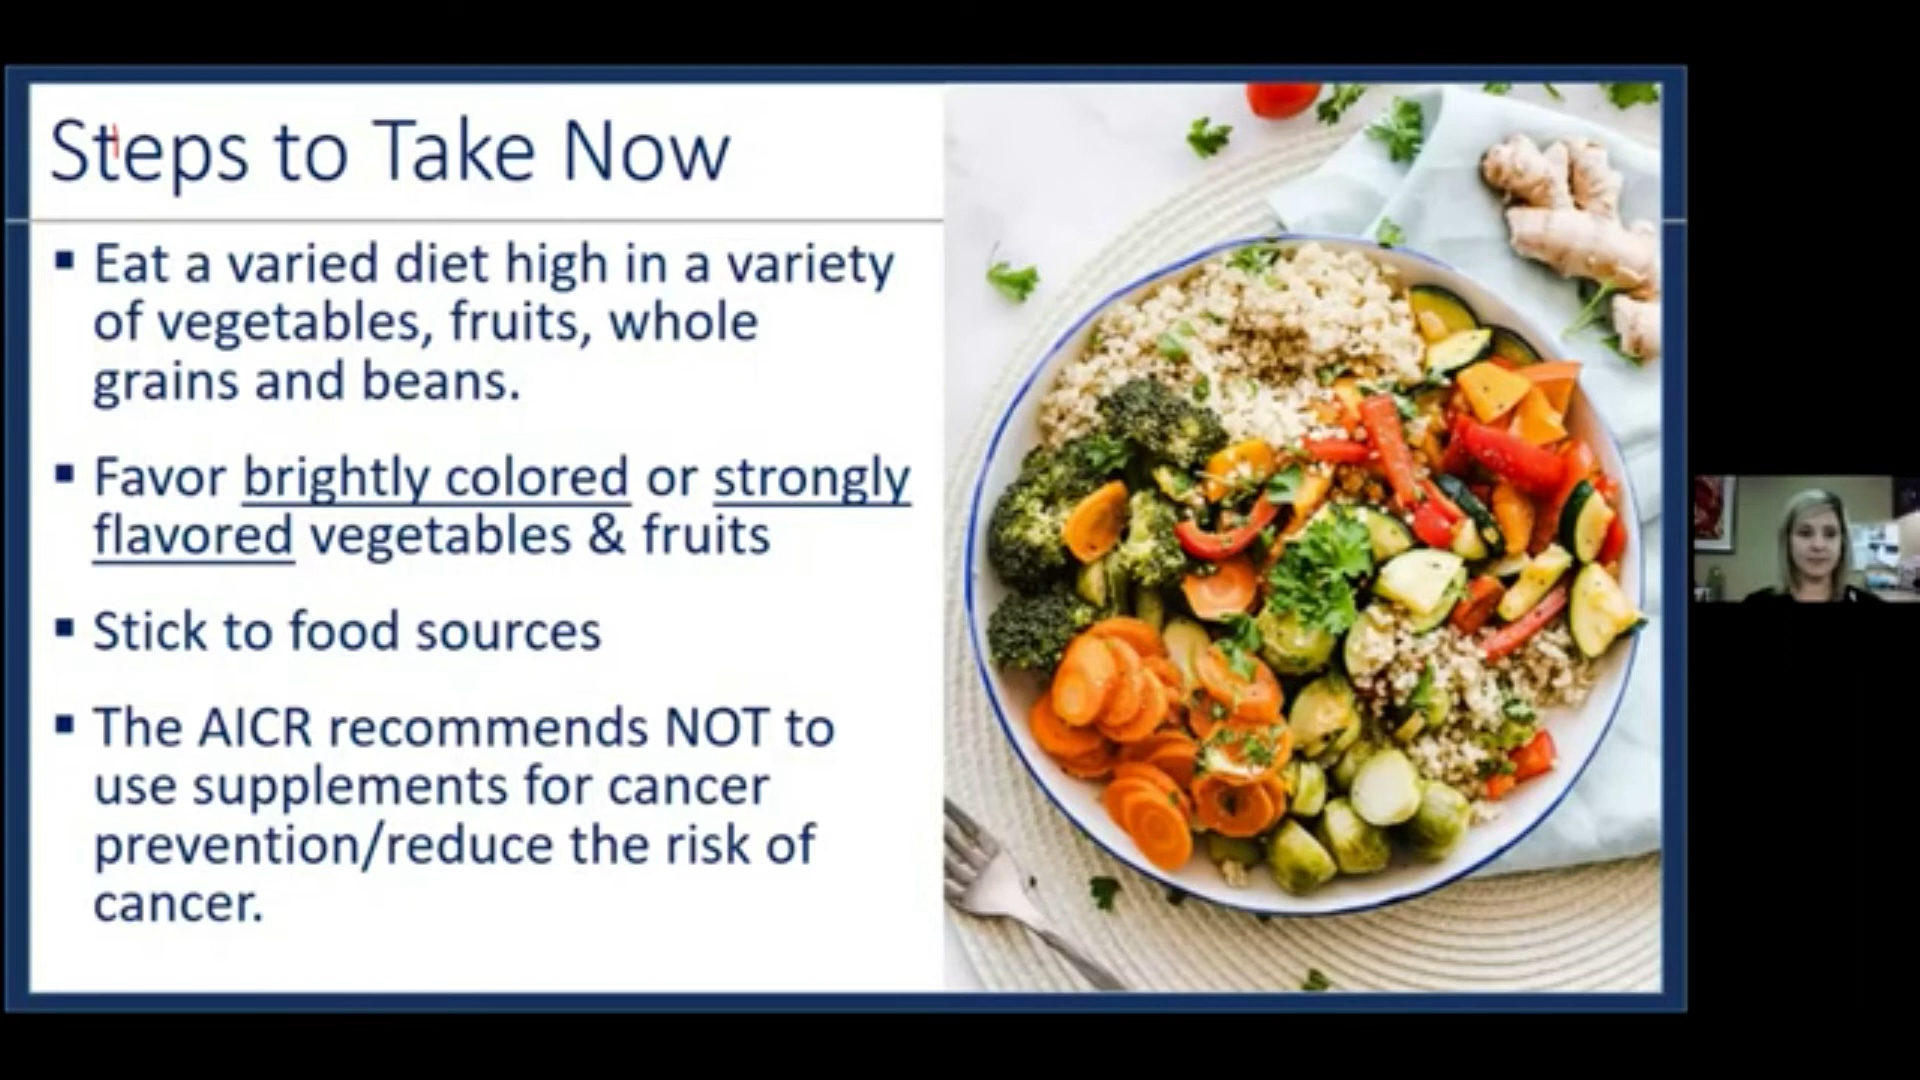 Steps to Take Now
▪ Eat a varied diet high in a variety
of vegetables, fruits, whole
grains and beans.
▪ Favor brightly colored or strongly
flavored vegetables & fruits
▪ Stick to food sources
▪ The AICR recommends NOT to
use supplements for cancer
prevention/reduce the risk of
cancer.